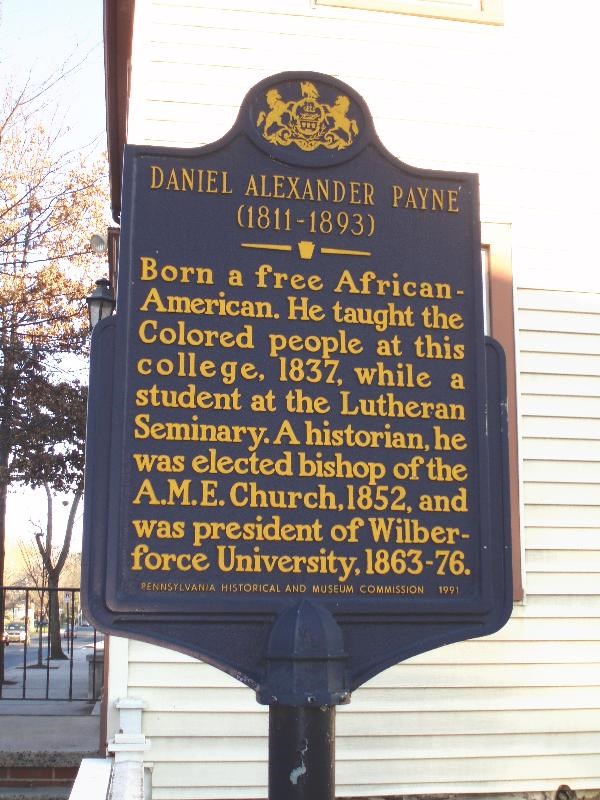 DANIEL ALEXANDER PAYNE
(1811-1893)
Born a free African-
American. He taught the
Colored people at this
college, 1837, while a
student at the Lutheran
Seminary. A historian, he
was elected bishop of the
A.M.E. Church, 1852, and
was president of Wilber-
force University, 1863-76.
PENNSYLVANIA HISTORICAL AND MUSEUM COMMISSION 1991